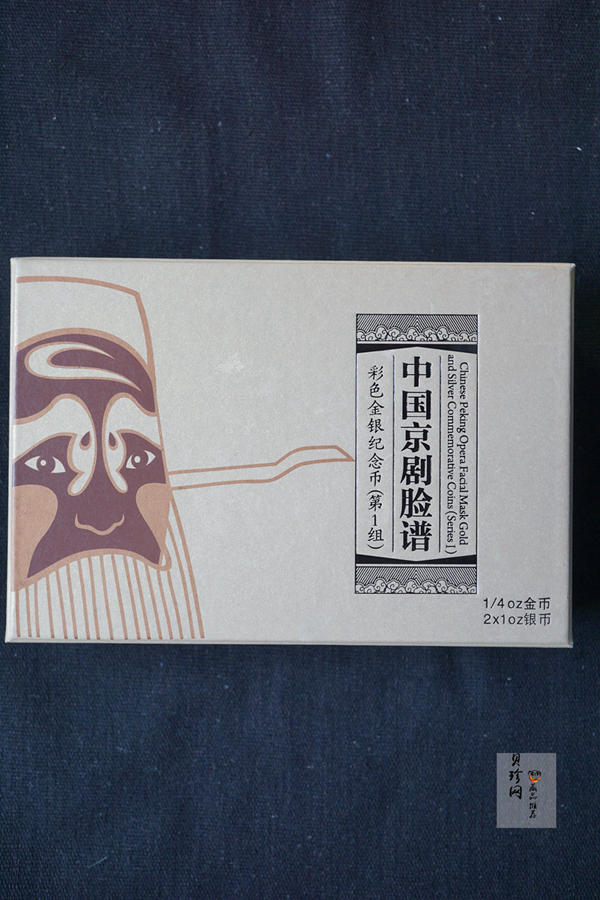 中国京剧脸谱
彩色金银纪念币(第1组)
Chinese Peking Opera Facial Mask Gold
and Silver Commemorative Coins (Series 1)
1/4oz金币
2x1oz银币
贝珍网